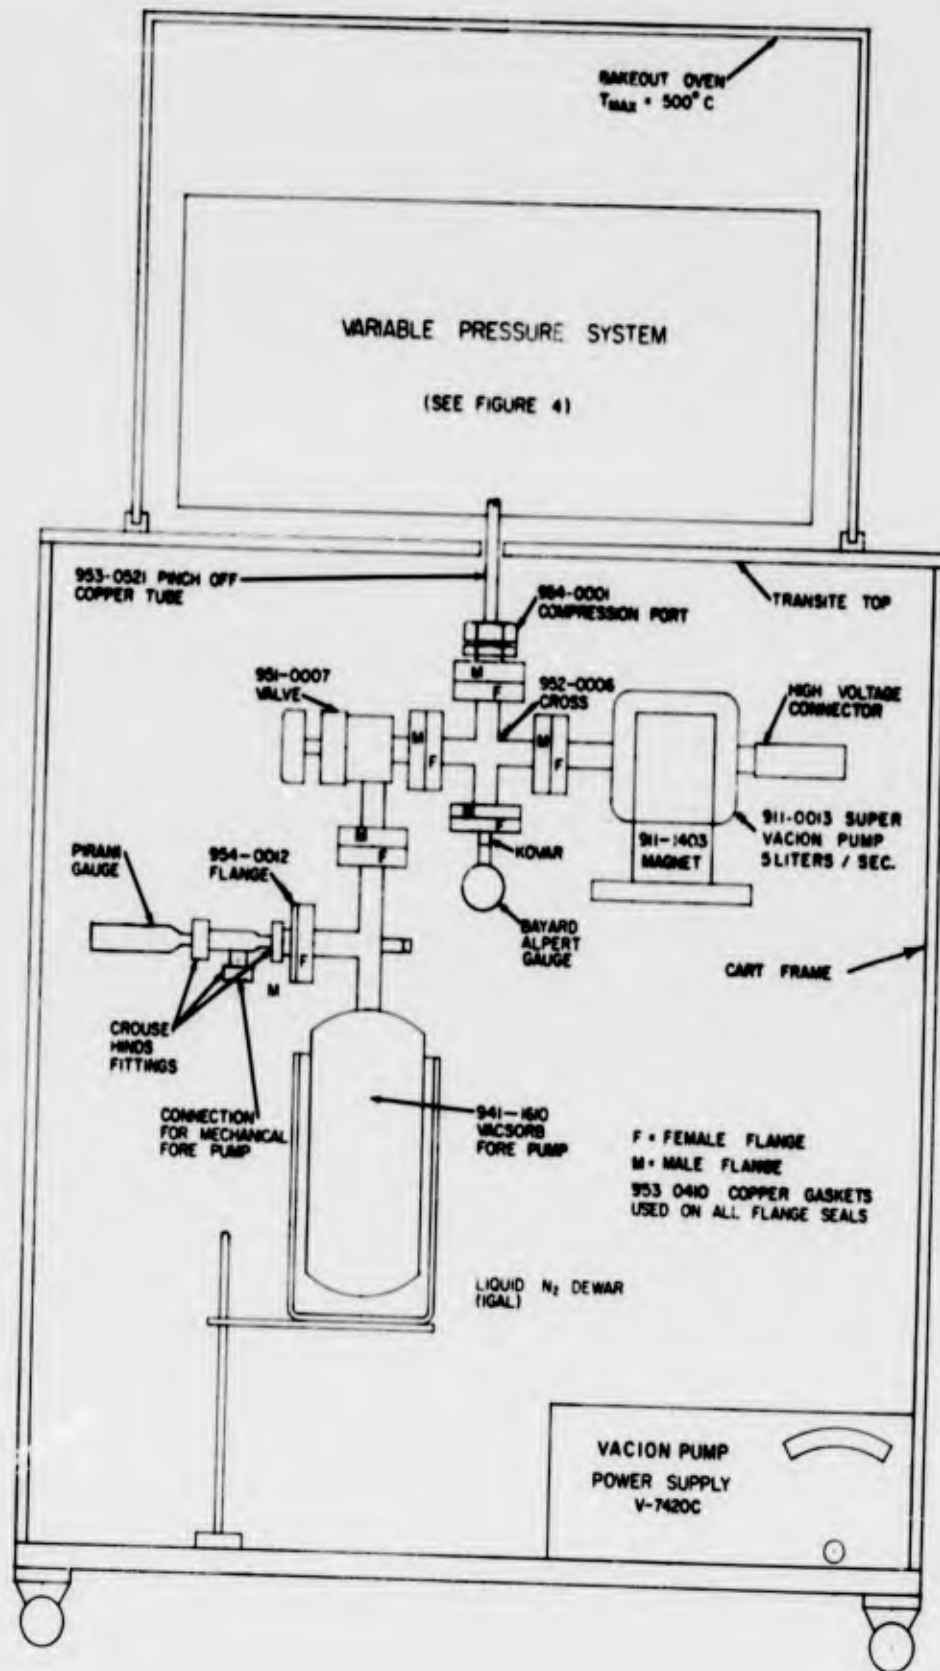 BAKEOUT OVEN
TMAX = 500° C
VARIABLE PRESSURE SYSTEM
(SEE FIGURE 4)
953-0521 PINCH OFF
COPPER TUBE
954-0001
COMPRESSION PORT
TRANSITE TOP
951-0007
VALVE
952-0006
CROSS
HIGH VOLTAGE
CONNECTOR
M
F
M
F
M
F
M
F
M
F
KOVAR
911-1403
MAGNET
911-0013 SUPER
VACION PUMP
5 LITERS / SEC.
PIRANI
GAUGE
954-0012
FLANGE
F
M
BAYARD
ALPERT
GAUGE
CART FRAME
CROUSE
HINDS
FITTINGS
CONNECTION
FOR MECHANICAL
FORE PUMP
941-1610
VACSORB
FORE PUMP
F = FEMALE FLANGE
M = MALE FLANGE
953 0410 COPPER GASKETS
USED ON ALL FLANGE SEALS
LIQUID N₂ DEWAR
(1GAL)
VACION PUMP
POWER SUPPLY
V-7420C